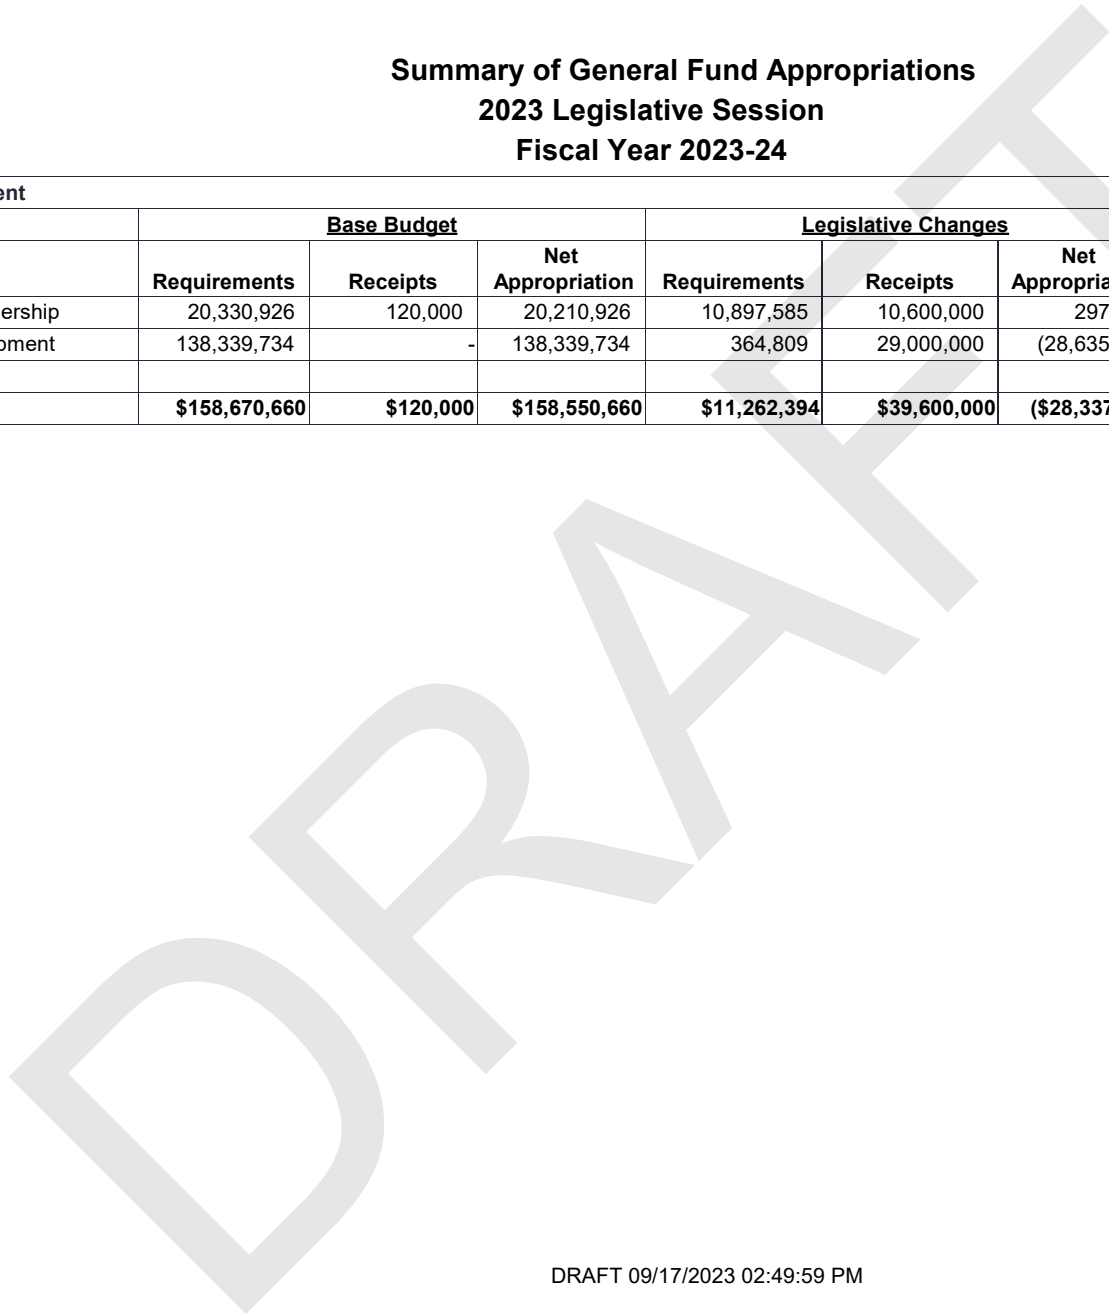 Summary of General Fund Appropriations
2023 Legislative Session
Fiscal Year 2023-24
ent
Base Budget Legislative Changes
Net Net
Requirements Receipts Appropriation Requirements Receipts Appropria
ership 20,330,926 120,000 20,210,926 10,897,585 10,600,000 297
pment 138,339,734 - 138,339,734 364,809 29,000,000 (28,635
$158,670,660 $120,000 $158,550,660 $11,262,394 $39,600,000 ($28,337
DRAFT
DRAFT 09/17/2023 02:49:59 PM